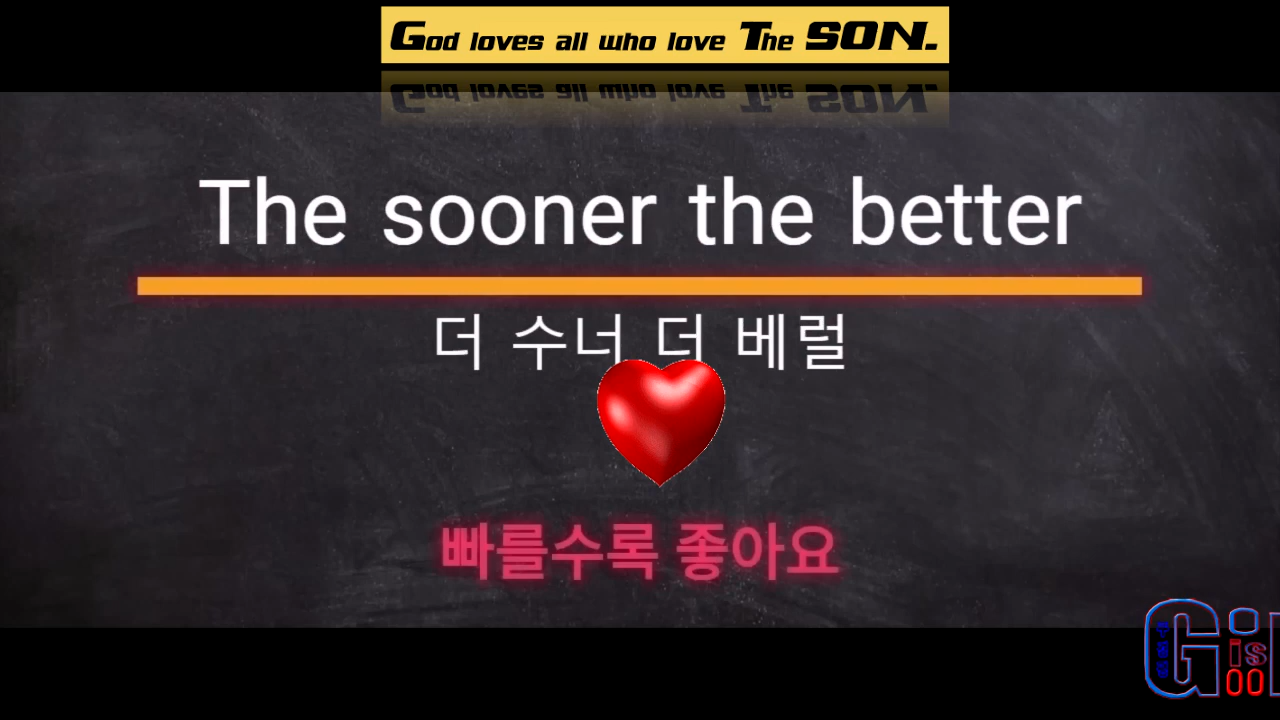 God loves all who love The SON.
The sooner the better
더 수너 더 베럴
빠를수록 좋아요